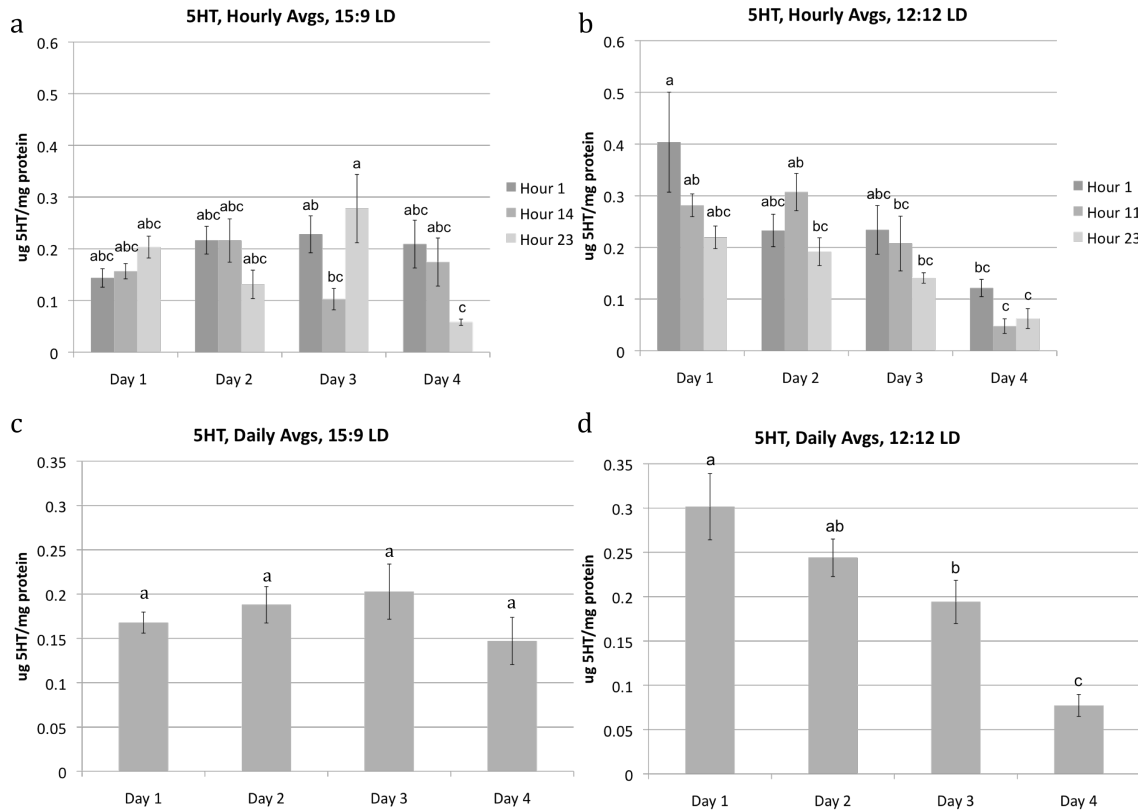 a
5HT, Hourly Avgs, 15:9 LD
ug 5HT/mg protein
0.6
0.5
0.4
0.3
0.2
0.1
0
abc abc abc
abc abc bc
ab bc a
abc abc c
Day 1 Day 2 Day 3 Day 4
Hour 1
Hour 14
Hour 23
b
5HT, Hourly Avgs, 12:12 LD
ug 5HT/mg protein
0.6
0.5
0.4
0.3
0.2
0.1
0
a ab abc
abc ab bc
abc bc bc
bc c c
Day 1 Day 2 Day 3 Day 4
Hour 1
Hour 11
Hour 23
c
5HT, Daily Avgs, 15:9 LD
ug 5HT/mg protein
0.35
0.3
0.25
0.2
0.15
0.1
0.05
0
a a a a
Day 1 Day 2 Day 3 Day 4
d
5HT, Daily Avgs, 12:12 LD
ug 5HT/mg protein
0.35
0.3
0.25
0.2
0.15
0.1
0.05
0
a ab b c
Day 1 Day 2 Day 3 Day 4